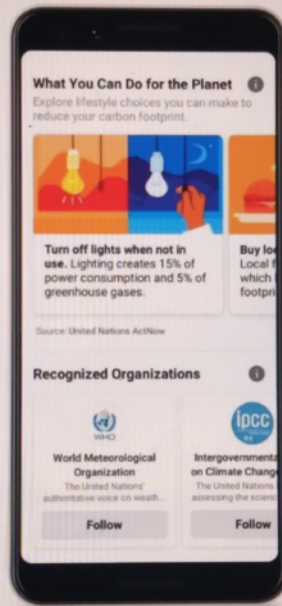 What You Can Do for the Planet
Explore lifestyle choices you can make to
reduce your carbon footprint.
Turn off lights when not in
use. Lighting creates 15% of
power consumption and 5% of
greenhouse gases.
Buy loc
Local f
which
footpri
Source: United Nations ActNow
Recognized Organizations
WMO
World Meteorological
Organization
The United Nations'
authoritative voice on weath...
Follow
ipcc
Intergovernmenta
on Climate Chang
The United Nations
assessing the scienc
Follow